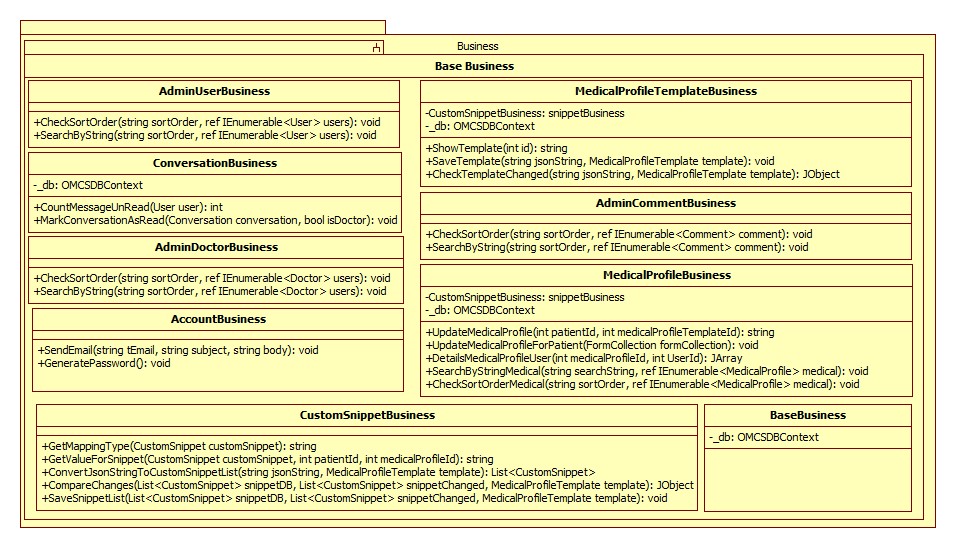 Business
Base Business
AdminUserBusiness
+CheckSortOrder(string sortOrder, ref IEnumerable<User> users): void
+SearchByString(string sortOrder, ref IEnumerable<User> users): void
ConversationBusiness
-_db: OMCSDBContext
+CountMessageUnRead(User user): int
+MarkConversationAsRead(Conversation conversation, bool isDoctor): void
AdminDoctorBusiness
+CheckSortOrder(string sortOrder, ref IEnumerable<Doctor> users): void
+SearchByString(string sortOrder, ref IEnumerable<Doctor> users): void
AccountBusiness
+SendEmail(string tEmail, string subject, string body): void
+GeneratePassword(): void
MedicalProfileTemplateBusiness
-CustomSnippetBusiness: snippetBusiness
-_db: OMCSDBContext
+ShowTemplate(int id): string
+SaveTemplate(string jsonString, MedicalProfileTemplate template): void
+CheckTemplateChanged(string jsonString, MedicalProfileTemplate template): JObject
AdminCommentBusiness
+CheckSortOrder(string sortOrder, ref IEnumerable<Comment> comment): void
+SearchByString(string sortOrder, ref IEnumerable<Comment> comment): void
MedicalProfileBusiness
-CustomSnippetBusiness: snippetBusiness
-_db: OMCSDBContext
+UpdateMedicalProfile(int patientId, int medicalProfileTemplateId): string
+UpdateMedicalProfileForPatient(FormCollection formCollection): void
+DetailsMedicalProfileUser(int medicalProfileId, int UserId): JArray
+SearchByStringMedical(string searchString, ref IEnumerable<MedicalProfile> medical): void
+CheckSortOrderMedical(string sortOrder, ref IEnumerable<MedicalProfile> medical): void
CustomSnippetBusiness
+GetMappingType(CustomSnippet customSnippet): string
+GetValueForSnippet(CustomSnippet customSnippet, int patientId, int medicalProfileId): string
+ConvertJsonStringToCustomSnippetList(string jsonString, MedicalProfileTemplate template): List<CustomSnippet>
+CompareChanges(List<CustomSnippet> snippetDB, List<CustomSnippet> snippetChanged, MedicalProfileTemplate template): JObject
+SaveSnippetList(List<CustomSnippet> snippetDB, List<CustomSnippet> snippetChanged, MedicalProfileTemplate template): void
BaseBusiness
-_db: OMCSDBContext